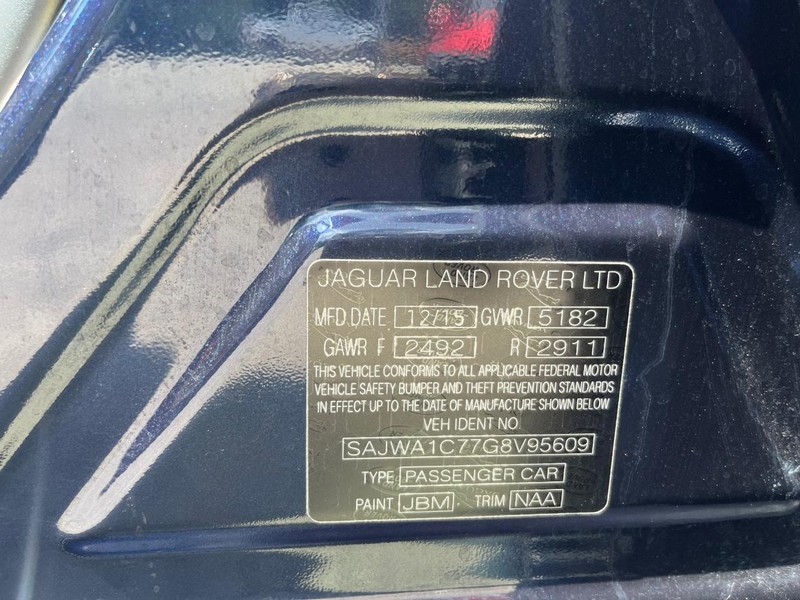 JAGUAR LAND ROVER LTD
MFD.DATE 12/15 GVWR 5182
GAWR F 2492 R 2911
THIS VEHICLE CONFORMS TO ALL APPLICABLE FEDERAL MOTOR
VEHICLE SAFETY BUMPER AND THEFT PREVENTION STANDARDS
IN EFFECT UP TO THE DATE OF MANUFACTURE SHOWN BELOW
VEH IDENT NO.
SAJWA1C77G8V95609
TYPE PASSENGER CAR
PAINT JBM TRIM NAA